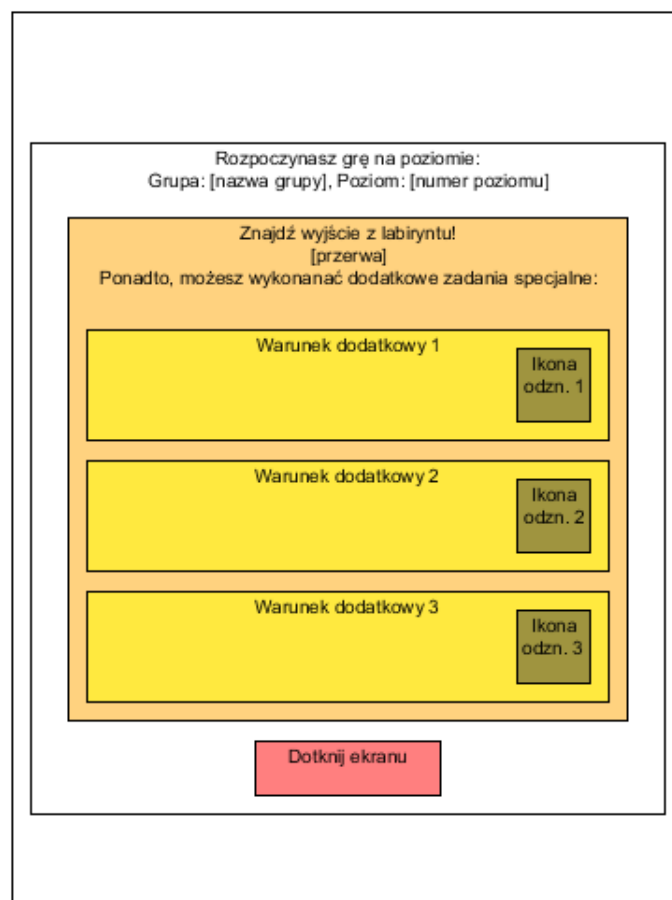 Rozpoczynasz grę na poziomie:
Grupa: [nazwa grupy], Poziom: [numer poziomu]
Znajdź wyjście z labiryntu!
[przerwa]
Ponadto, możesz wykonanać dodatkowe zadania specjalne:
Warunek dodatkowy 1
Ikona
odzn. 1
Warunek dodatkowy 2
Ikona
odzn. 2
Warunek dodatkowy 3
Ikona
odzn. 3
Dotknij ekranu